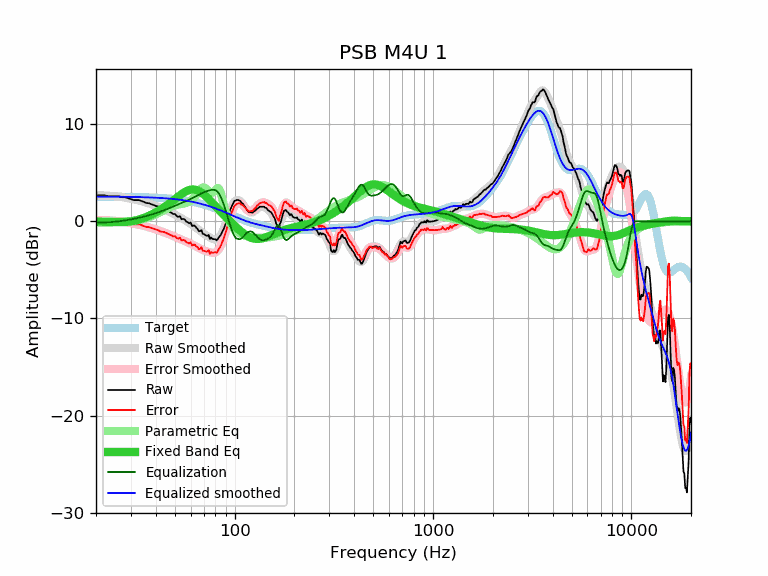 PSB M4U 1
Amplitude (dBr)
10
0
−10
−20
−30
Target
Raw Smoothed
Error Smoothed
Raw
Error
Parametric Eq
Fixed Band Eq
Equalization
Equalized smoothed
100
1000
10000
Frequency (Hz)